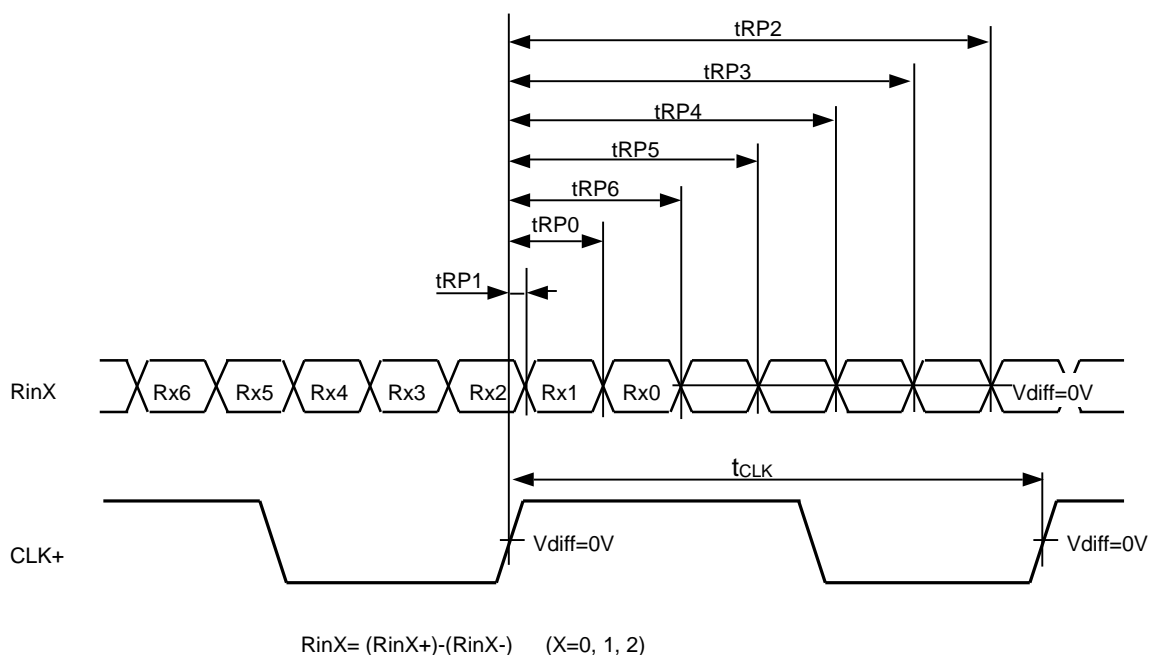 tRP2
tRP3
tRP4
tRP5
tRP6
tRP0
tRP1
RinX Rx6 Rx5 Rx4 Rx3 Rx2 Rx1 Rx0 Vdiff=0V
tCLK
CLK+ Vdiff=0V Vdiff=0V
RinX= (RinX+)-(RinX-) (X=0, 1, 2)